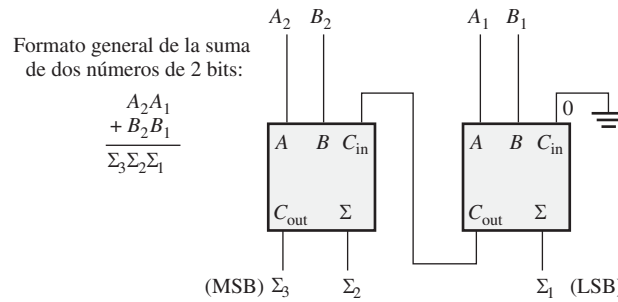 Formato general de la suma
de dos números de 2 bits:
A₂A₁
+ B₂B₁
Σ₃Σ₂Σ₁
A₂ B₂ A₁ B₁
0
A B Cin A B Cin
Cout Σ Cout Σ
(MSB) Σ₃ Σ₂ Σ₁ (LSB)